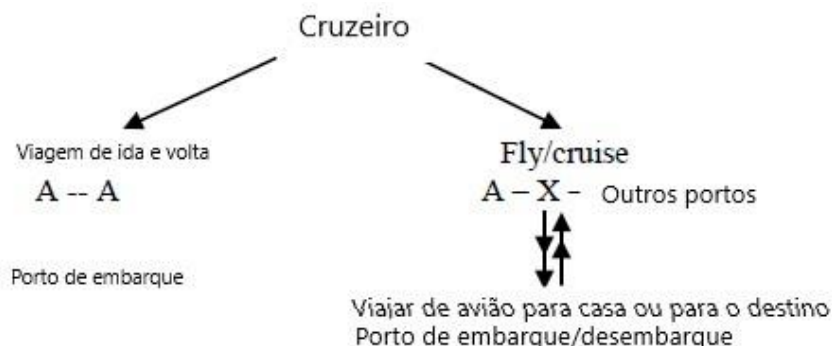 Cruzeiro
Viagem de ida e volta
A -- A
Porto de embarque
Fly/cruise
A – X - Outros portos
Viajar de avião para casa ou para o destino
Porto de embarque/desembarque